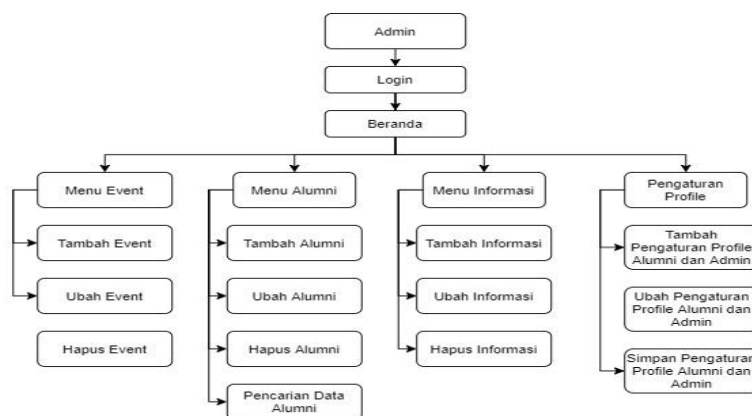 Admin
Login
Beranda
Menu Event
Menu Alumni
Menu Informasi
Pengaturan
Profile
Tambah Event
Tambah Alumni
Tambah Informasi
Tambah
Pengaturan Profile
Alumni dan Admin
Ubah Event
Ubah Alumni
Ubah Informasi
Ubah Pengaturan
Profile Alumni dan
Admin
Hapus Event
Hapus Alumni
Hapus Informasi
Simpan Pengaturan
Profile Alumni dan
Admin
Pencarian Data
Alumni